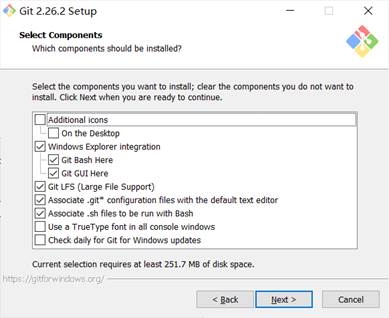 Git 2.26.2 Setup
Select Components
Which components should be installed?
Select the components you want to install; clear the components you do not want to
install. Click Next when you are ready to continue.
Additional icons
On the Desktop
Windows Explorer integration
Git Bash Here
Git GUI Here
Git LFS (Large File Support)
Associate .git* configuration files with the default text editor
Associate .sh files to be run with Bash
Use a TrueType font in all console windows
Check daily for Git for Windows updates
Current selection requires at least 251.7 MB of disk space.
https://gitforwindows.org/
< Back
Next >
Cancel